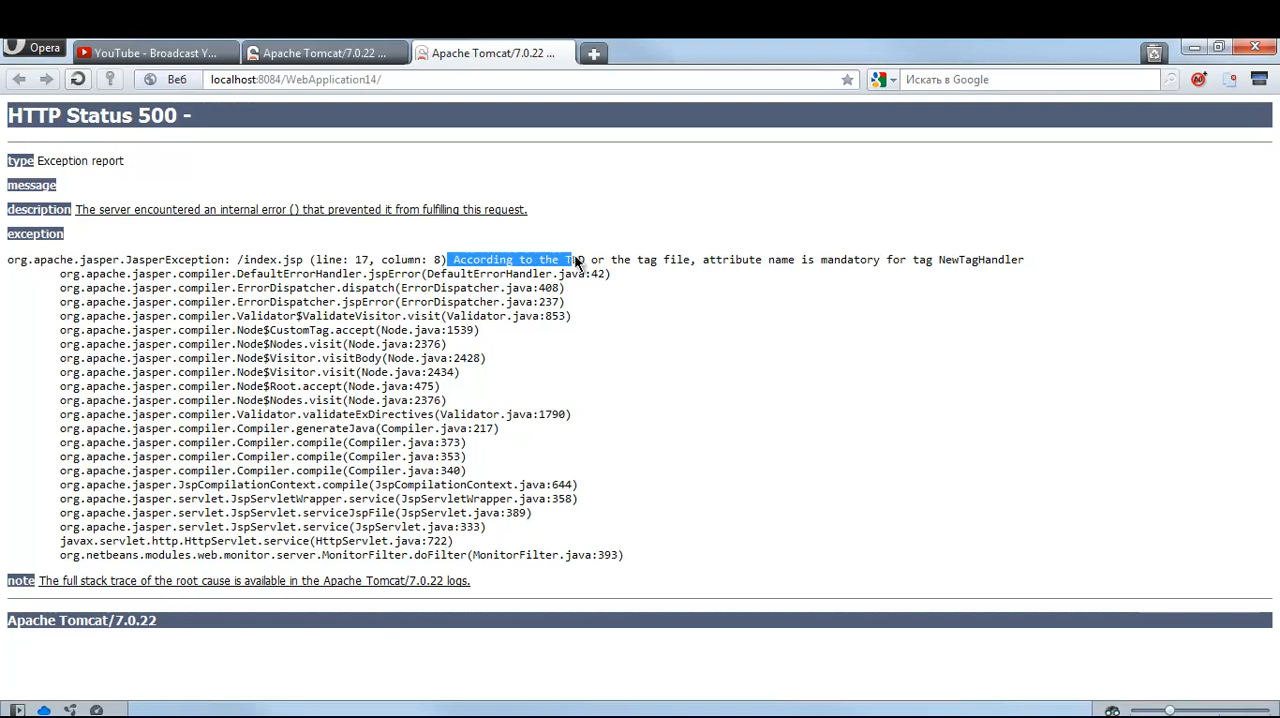 Opera
YouTube - Broadcast Y...
Apache Tomcat/7.0.22 ...
Apache Tomcat/7.0.22 ...
Веб
localhost:8084/WebApplication14/
Искать в Google
HTTP Status 500 -
type Exception report
message
description The server encountered an internal error () that prevented it from fulfilling this request.
exception
org.apache.jasper.JasperException: /index.jsp (line: 17, column: 8) According to the TLD or the tag file, attribute name is mandatory for tag NewTagHandler
org.apache.jasper.compiler.DefaultErrorHandler.jspError(DefaultErrorHandler.java:42)
org.apache.jasper.compiler.ErrorDispatcher.dispatch(ErrorDispatcher.java:408)
org.apache.jasper.compiler.ErrorDispatcher.jspError(ErrorDispatcher.java:237)
org.apache.jasper.compiler.Validator$ValidateVisitor.visit(Validator.java:853)
org.apache.jasper.compiler.Node$CustomTag.accept(Node.java:1539)
org.apache.jasper.compiler.Node$Nodes.visit(Node.java:2376)
org.apache.jasper.compiler.Node$Visitor.visitBody(Node.java:2428)
org.apache.jasper.compiler.Node$Visitor.visit(Node.java:2434)
org.apache.jasper.compiler.Node$Root.accept(Node.java:475)
org.apache.jasper.compiler.Node$Nodes.visit(Node.java:2376)
org.apache.jasper.compiler.Validator.validateExDirectives(Validator.java:1790)
org.apache.jasper.compiler.Compiler.generateJava(Compiler.java:217)
org.apache.jasper.compiler.Compiler.compile(Compiler.java:373)
org.apache.jasper.compiler.Compiler.compile(Compiler.java:353)
org.apache.jasper.compiler.Compiler.compile(Compiler.java:340)
org.apache.jasper.JspCompilationContext.compile(JspCompilationContext.java:644)
org.apache.jasper.servlet.JspServletWrapper.service(JspServletWrapper.java:358)
org.apache.jasper.servlet.JspServlet.serviceJspFile(JspServlet.java:389)
org.apache.jasper.servlet.JspServlet.service(JspServlet.java:333)
javax.servlet.http.HttpServlet.service(HttpServlet.java:722)
org.netbeans.modules.web.monitor.server.MonitorFilter.doFilter(MonitorFilter.java:393)
note The full stack trace of the root cause is available in the Apache Tomcat/7.0.22 logs.
Apache Tomcat/7.0.22